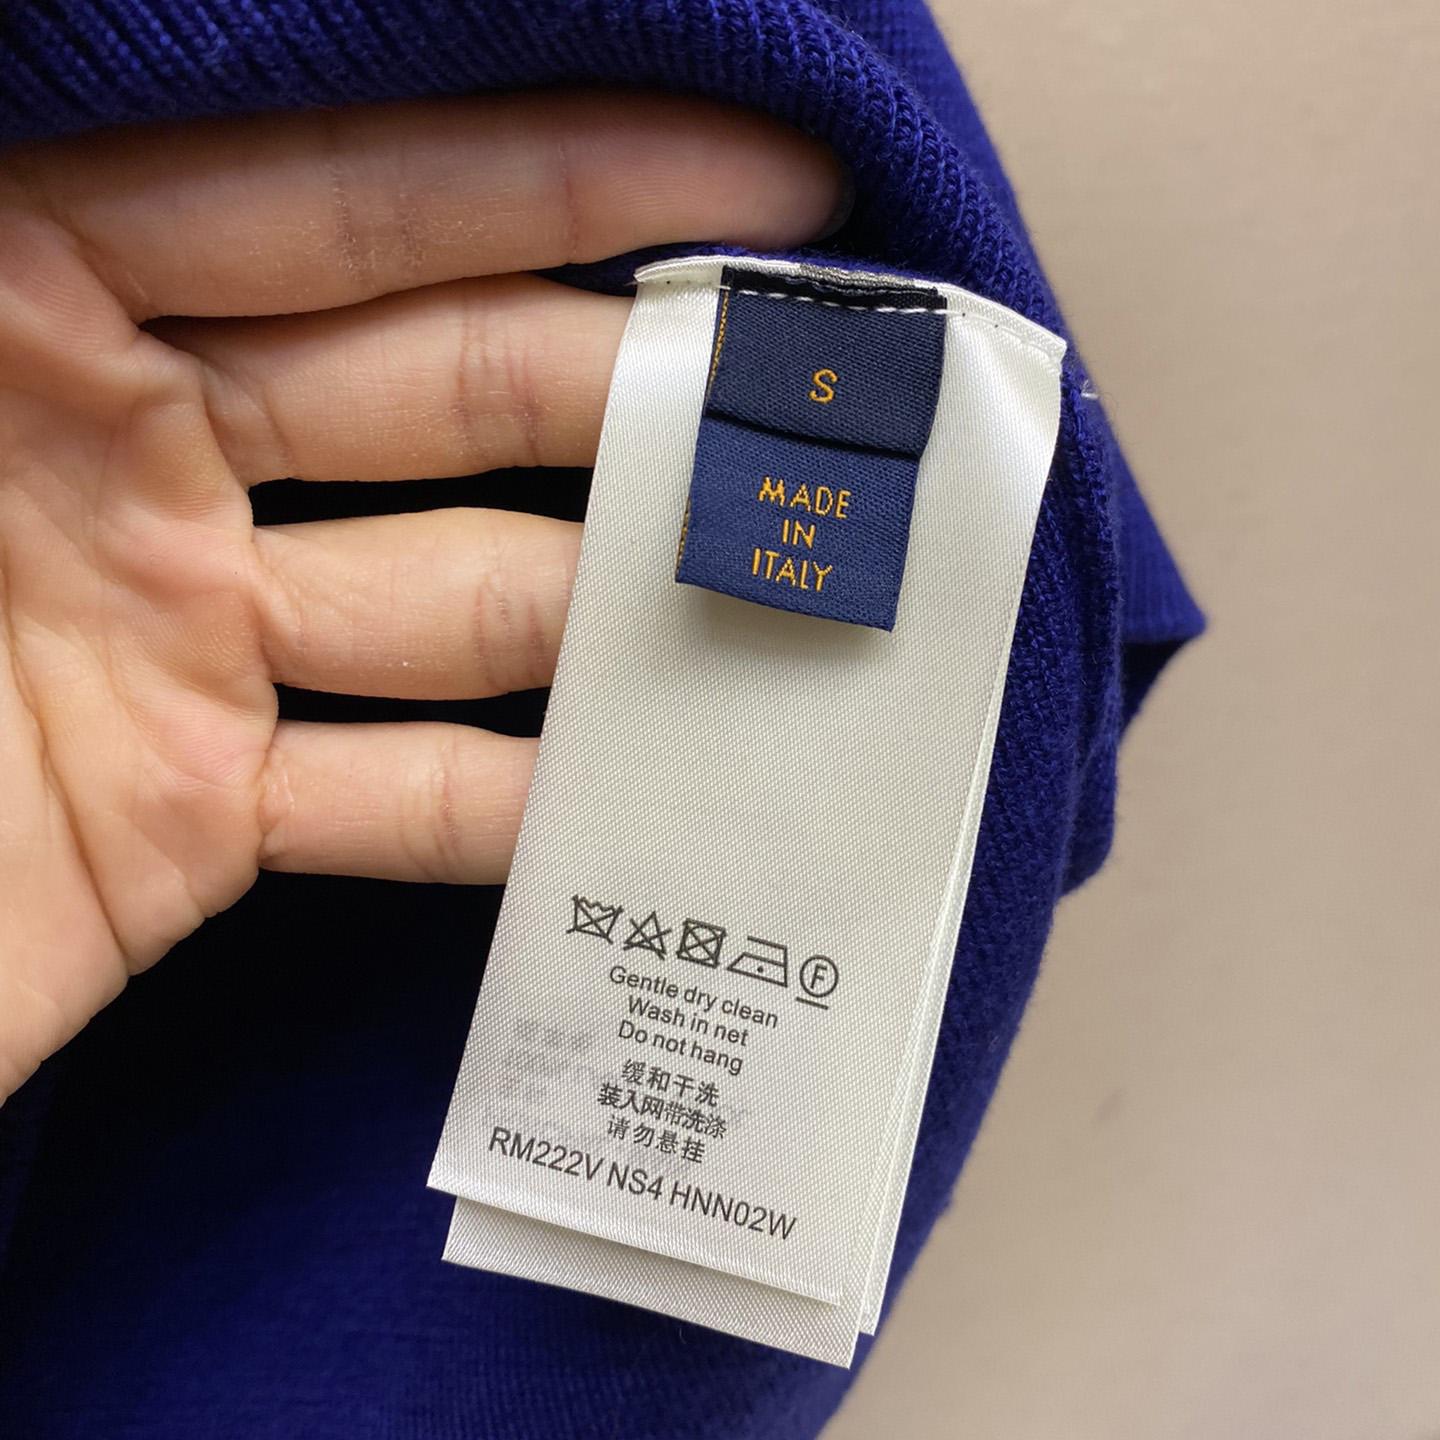 S
MADE
IN
ITALY
F
Gentle dry clean
Wash in net
Do not hang
缓和干洗
装入网带洗涤
请勿悬挂
RM222V NS4 HNN02W